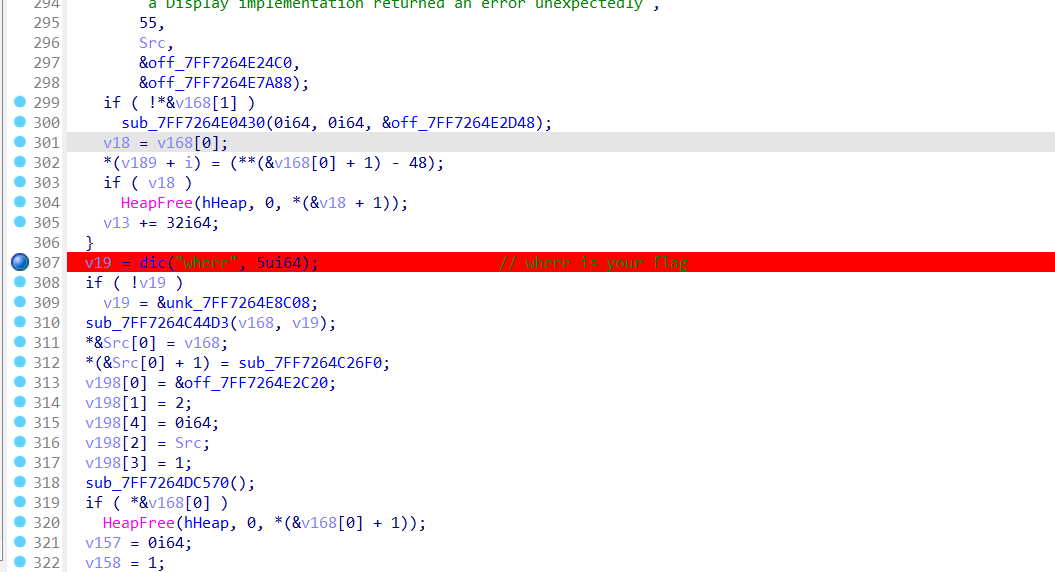 294 "a Display implementation returned an error unexpectedly",
295 55,
296 Src,
297 &off_7FF7264E24C0,
298 &off_7FF7264E7A88);
299 if ( !*&v168[1] )
300 sub_7FF7264E0430(0i64, 0i64, &off_7FF7264E2D48);
301 v18 = v168[0];
302 *(v189 + i) = (**(&v168[0] + 1) - 48);
303 if ( v18 )
304 HeapFree(hHeap, 0, *(&v18 + 1));
305 v13 += 32i64;
306 }
307 v19 = dic("where", 5ui64); // where is your flag
308 if ( !v19 )
309 v19 = &unk_7FF7264E8C08;
310 sub_7FF7264C44D3(v168, v19);
311 *&Src[0] = v168;
312 *(&Src[0] + 1) = sub_7FF7264C26F0;
313 v198[0] = &off_7FF7264E2C20;
314 v198[1] = 2;
315 v198[4] = 0i64;
316 v198[2] = Src;
317 v198[3] = 1;
318 sub_7FF7264DC570();
319 if ( *&v168[0] )
320 HeapFree(hHeap, 0, *(&v168[0] + 1));
321 v157 = 0i64;
322 v158 = 1;